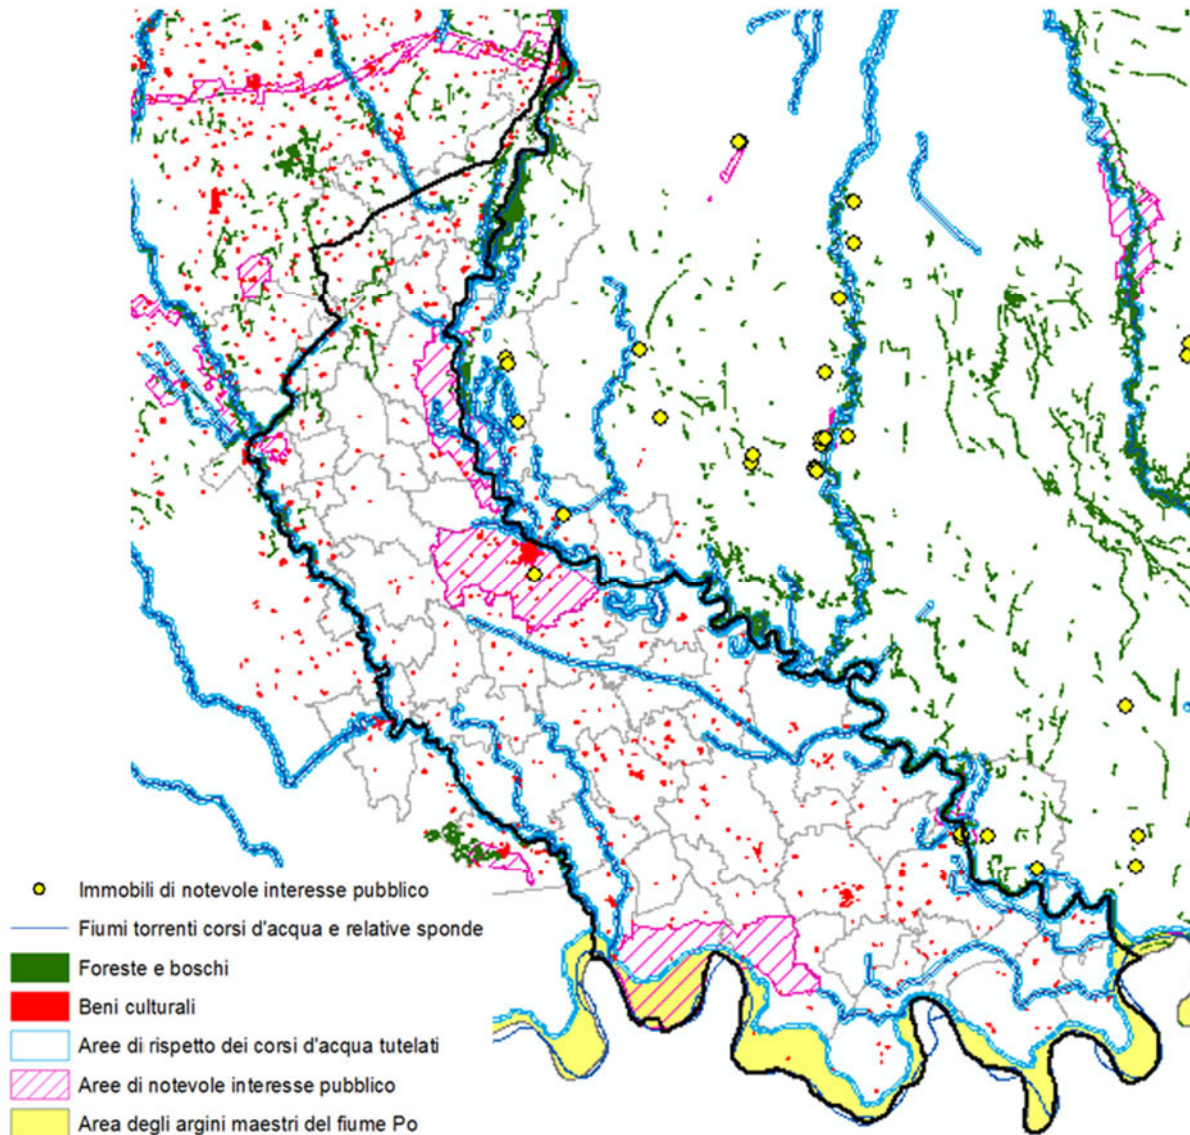 Immobili di notevole interesse pubblico
Fiumi torrenti corsi d'acqua e relative sponde
Foreste e boschi
Beni culturali
Aree di rispetto dei corsi d'acqua tutelati
Aree di notevole interesse pubblico
Area degli argini maestri del fiume Po